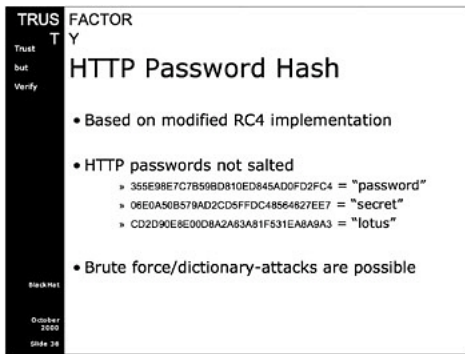 TRUS FACTOR
T Y
Trust
but
Verify
HTTP Password Hash
• Based on modified RC4 implementation
• HTTP passwords not salted
» 355E98E7C7B59BD810ED845AD0FD2FC4 = “password”
» 06E0A50B579AD2CD5FFDC48564627EE7 = “secret”
» CD2D90E8E00D8A2A63A81F531EA8A9A3 = “lotus”
• Brute force/dictionary-attacks are possible
BlackHat
October
2000
Slide 36